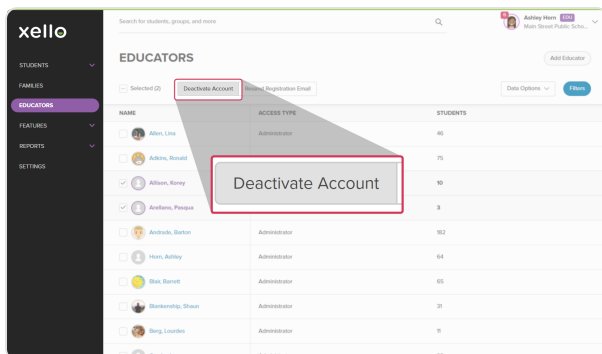 xello
Search for students, groups, and more
Ashley Horn EDU
Main Street Public Scho...
EDUCATORS
Add Educator
STUDENTS
FAMILIES
EDUCATORS
FEATURES
REPORTS
SETTINGS
Selected (2)
Deactivate Account
Resend Registration Email
Data Options
Filters
NAME ACCESS TYPE STUDENTS
Allen, Lina Administrator 46
Adkins, Ronald 75
Allison, Korey 10
Arellano, Pasqua 3
Deactivate Account
Andrade, Barton Administrator 182
Horn, Ashley Administrator 64
Blair, Barrett Administrator 65
Blankenship, Shaun Administrator 31
Berg, Lourdes Administrator 11